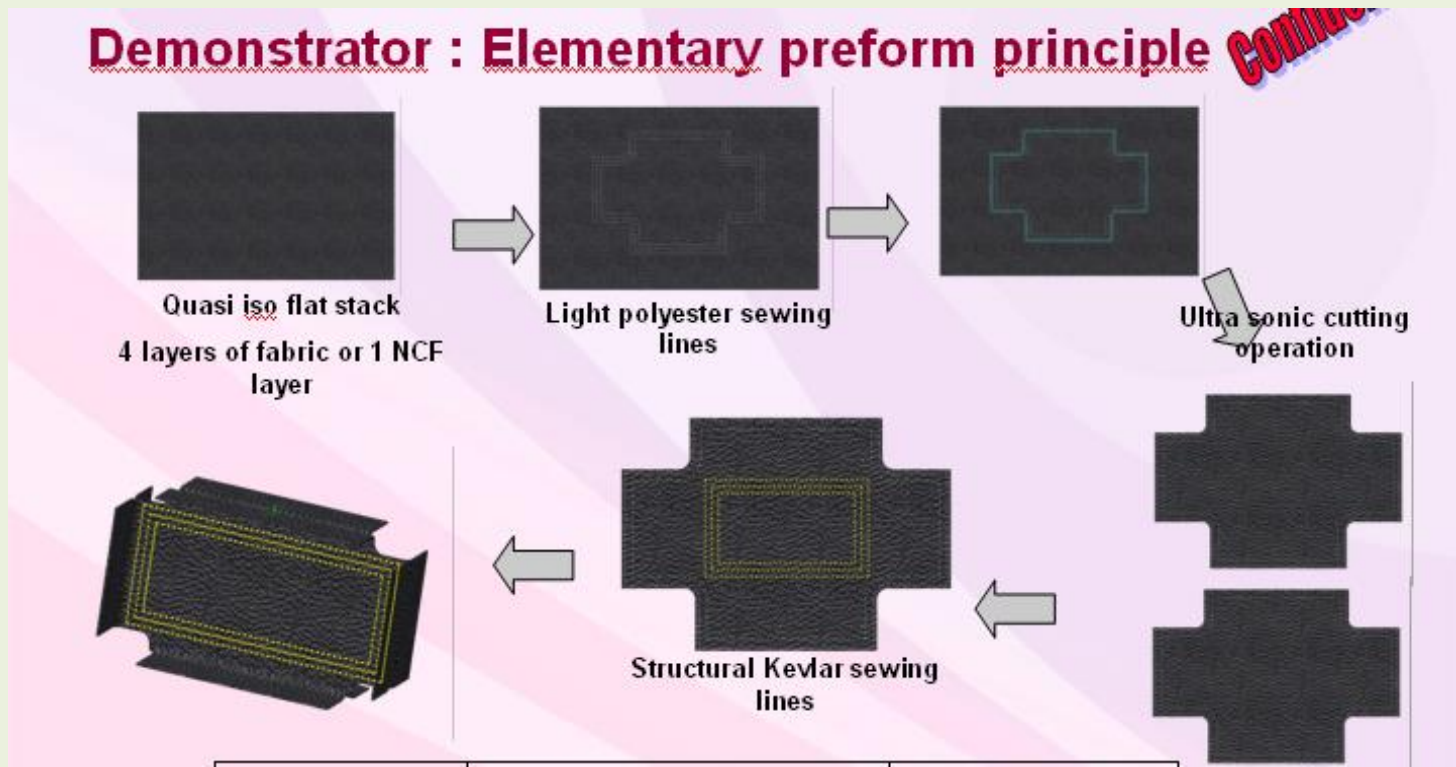 Demonstrator : Elementary preform principle
Quasi iso flat stack
4 layers of fabric or 1 NCF
layer
Light polyester sewing
lines
Ultra sonic cutting
operation
Structural Kevlar sewing
lines